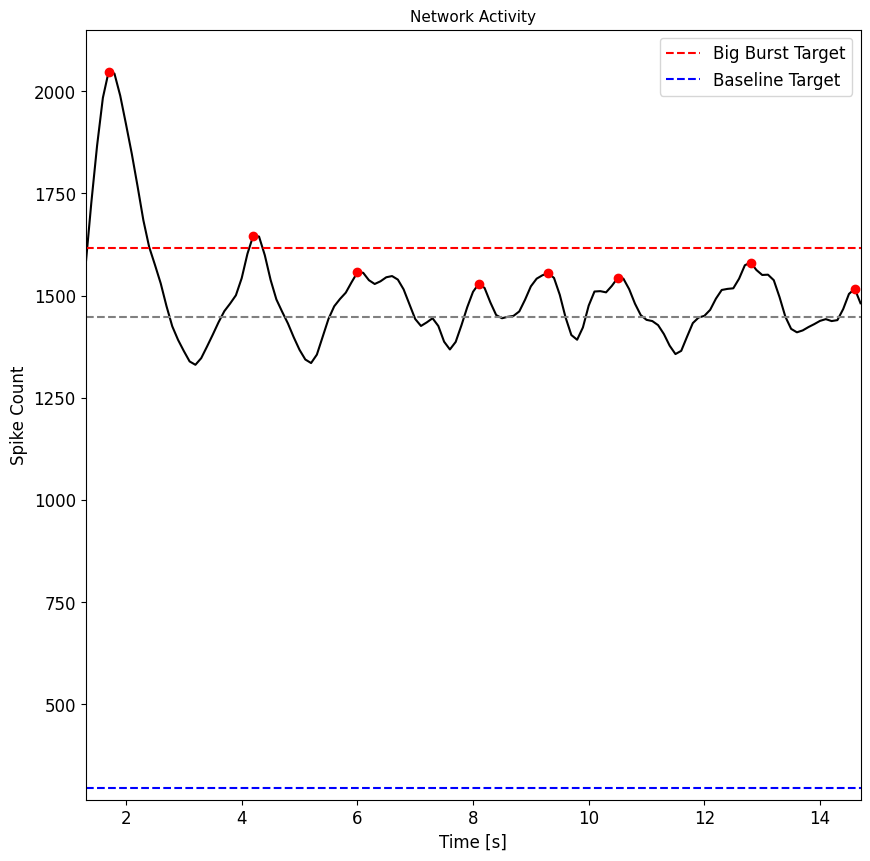 Network Activity
Big Burst Target
Baseline Target
2000
1750
1500
1250
1000
750
500
Spike Count
2 4 6 8 10 12 14
Time [s]